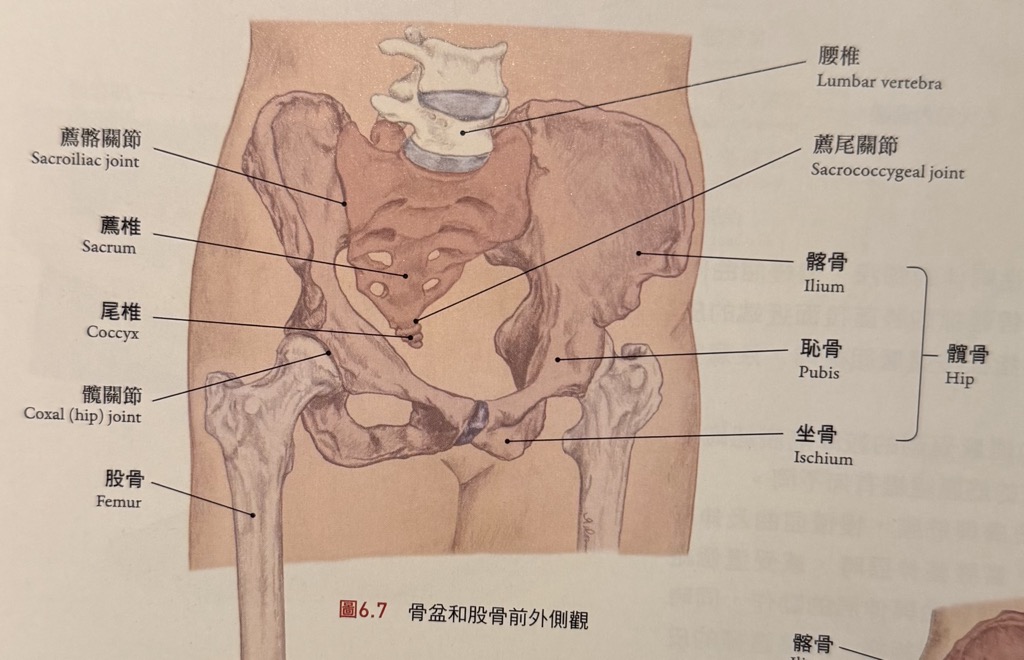 腰椎
Lumbar vertebra
薦髂關節
Sacroiliac joint
薦尾關節
Sacrococcygeal joint
薦椎
Sacrum
髂骨
Ilium
尾椎
Coccyx
恥骨
Pubis
髖骨
Hip
髖關節
Coxal (hip) joint
坐骨
Ischium
股骨
Femur
圖6.7 骨盆和股骨前外側觀
髂骨